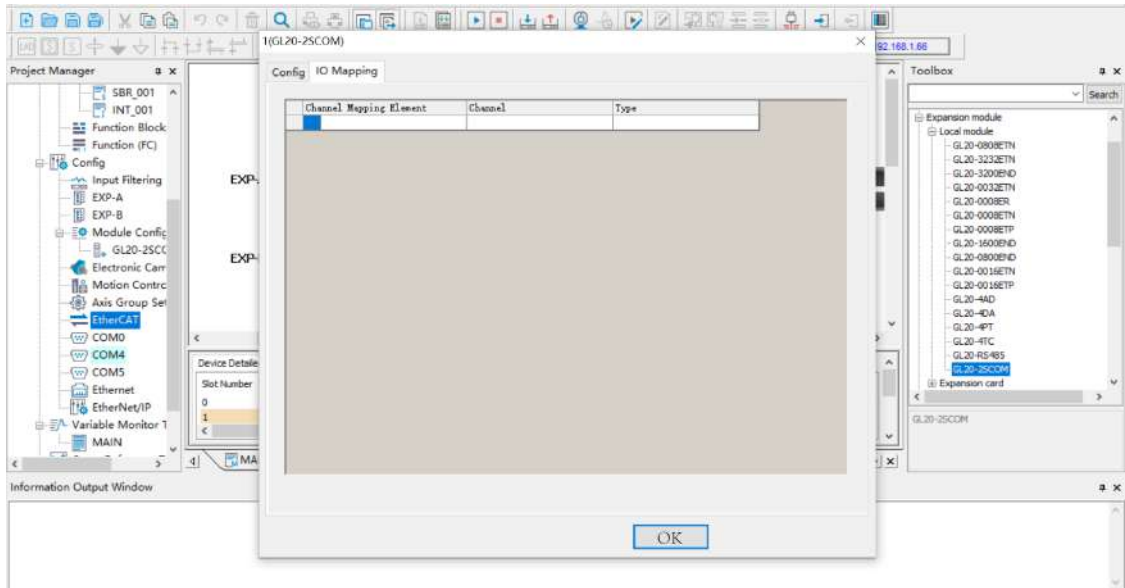 1(GL20-2SCOM)
92.168.1.66
Project Manager
SBR_001
INT_001
Function Block
Function (FC)
Config
Input Filtering
EXP-A
EXP-B
Module Config
GL20-2SCC
Electronic Cam
Motion Contro
Axis Group Set
EtherCAT
COM0
COM4
COM5
Ethernet
EtherNet/IP
Variable Monitor T
MAIN
EXP-
EXP-
Device Detaile
Slot Number
0
1
MA
Config
IO Mapping
Channel Mapping Element
Channel
Type
OK
Toolbox
Search
Expansion module
Local module
GL20-0808ETN
GL20-3232ETN
GL20-3200END
GL20-0032ETN
GL20-0008ER
GL20-0008ETN
GL20-0008ETP
GL20-1600END
GL20-0800END
GL20-0016ETN
GL20-0016ETP
GL20-4AD
GL20-4DA
GL20-4PT
GL20-4TC
GL20-RS485
GL20-2SCOM
Expansion card
GL20-2SCOM
Information Output Window